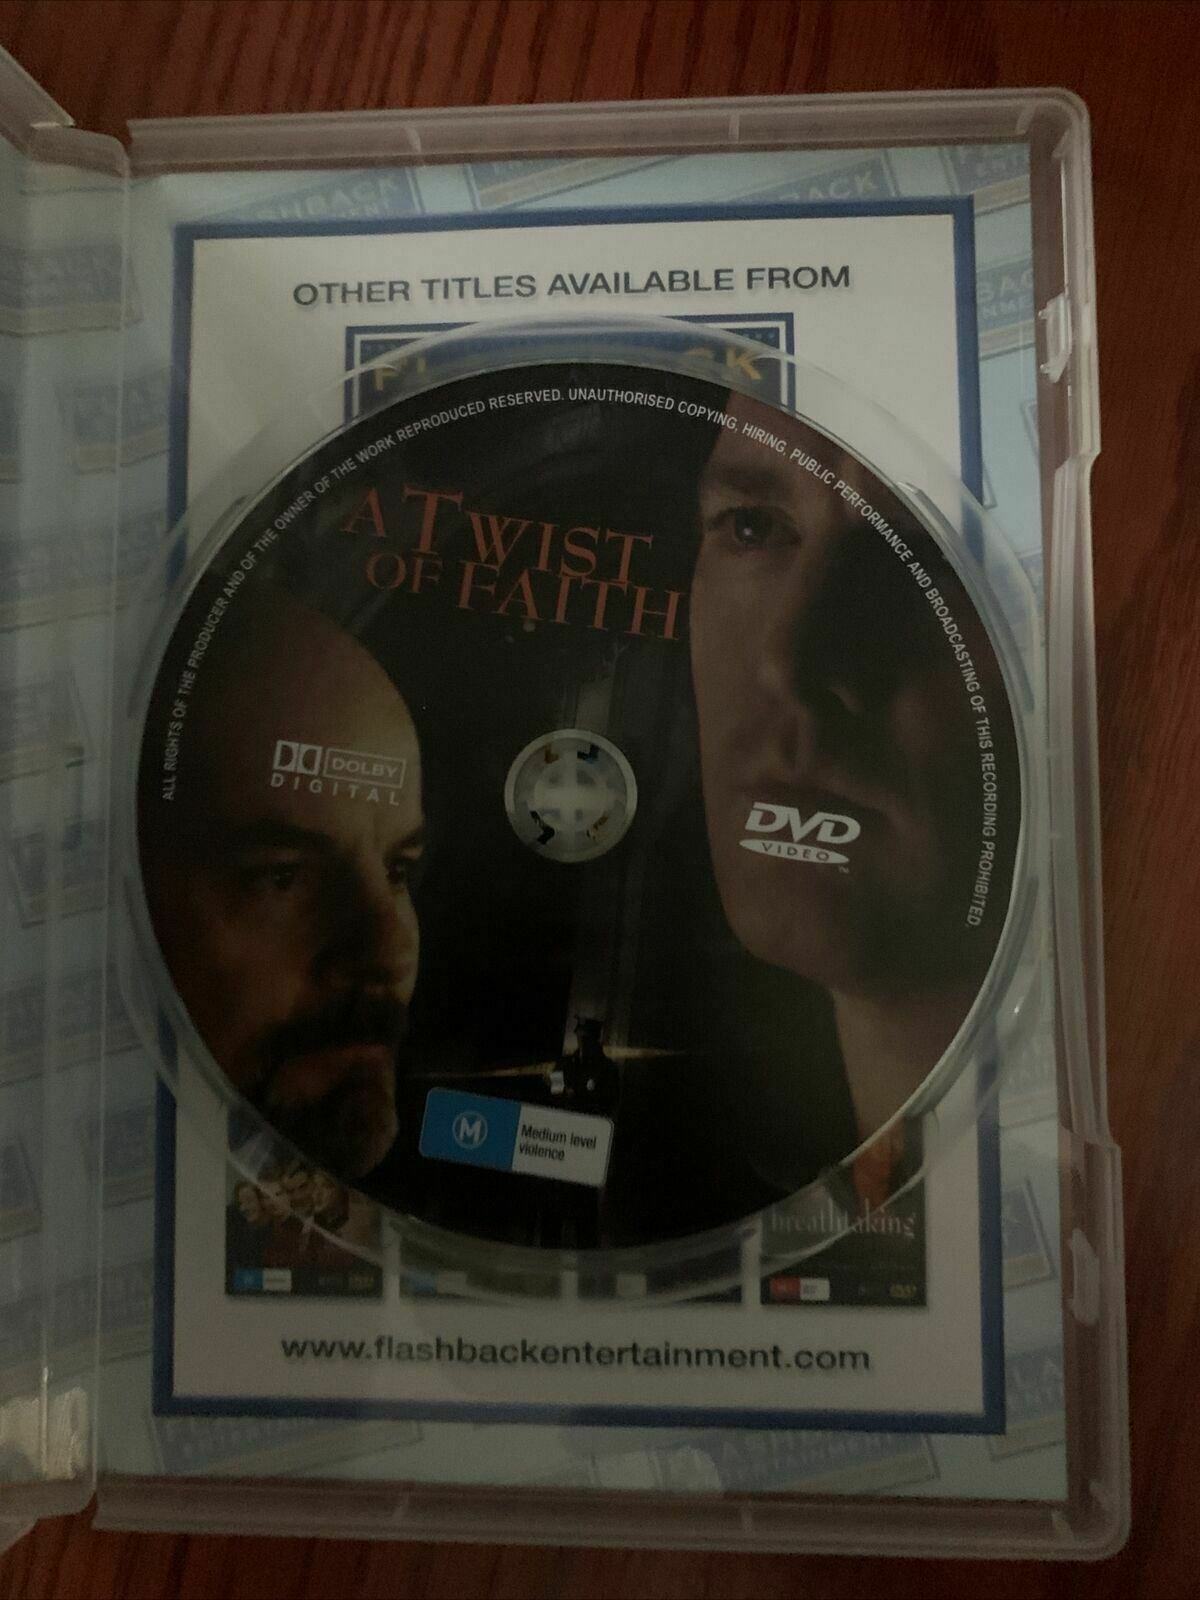 OTHER TITLES AVAILABLE FROM
ALL RIGHTS OF THE PRODUCER AND OF THE OWNER OF THE WORK REPRODUCED RESERVED. UNAUTHORISED COPYING, HIRING, PUBLIC PERFORMANCE AND BROADCASTING OF THIS RECORDING PROHIBITED.
A TWIST
OF FAITH
DOLBY
DIGITAL
DVD
VIDEO
TM
M
Medium level
violence
breathtaking
www.flashbackentertainment.com